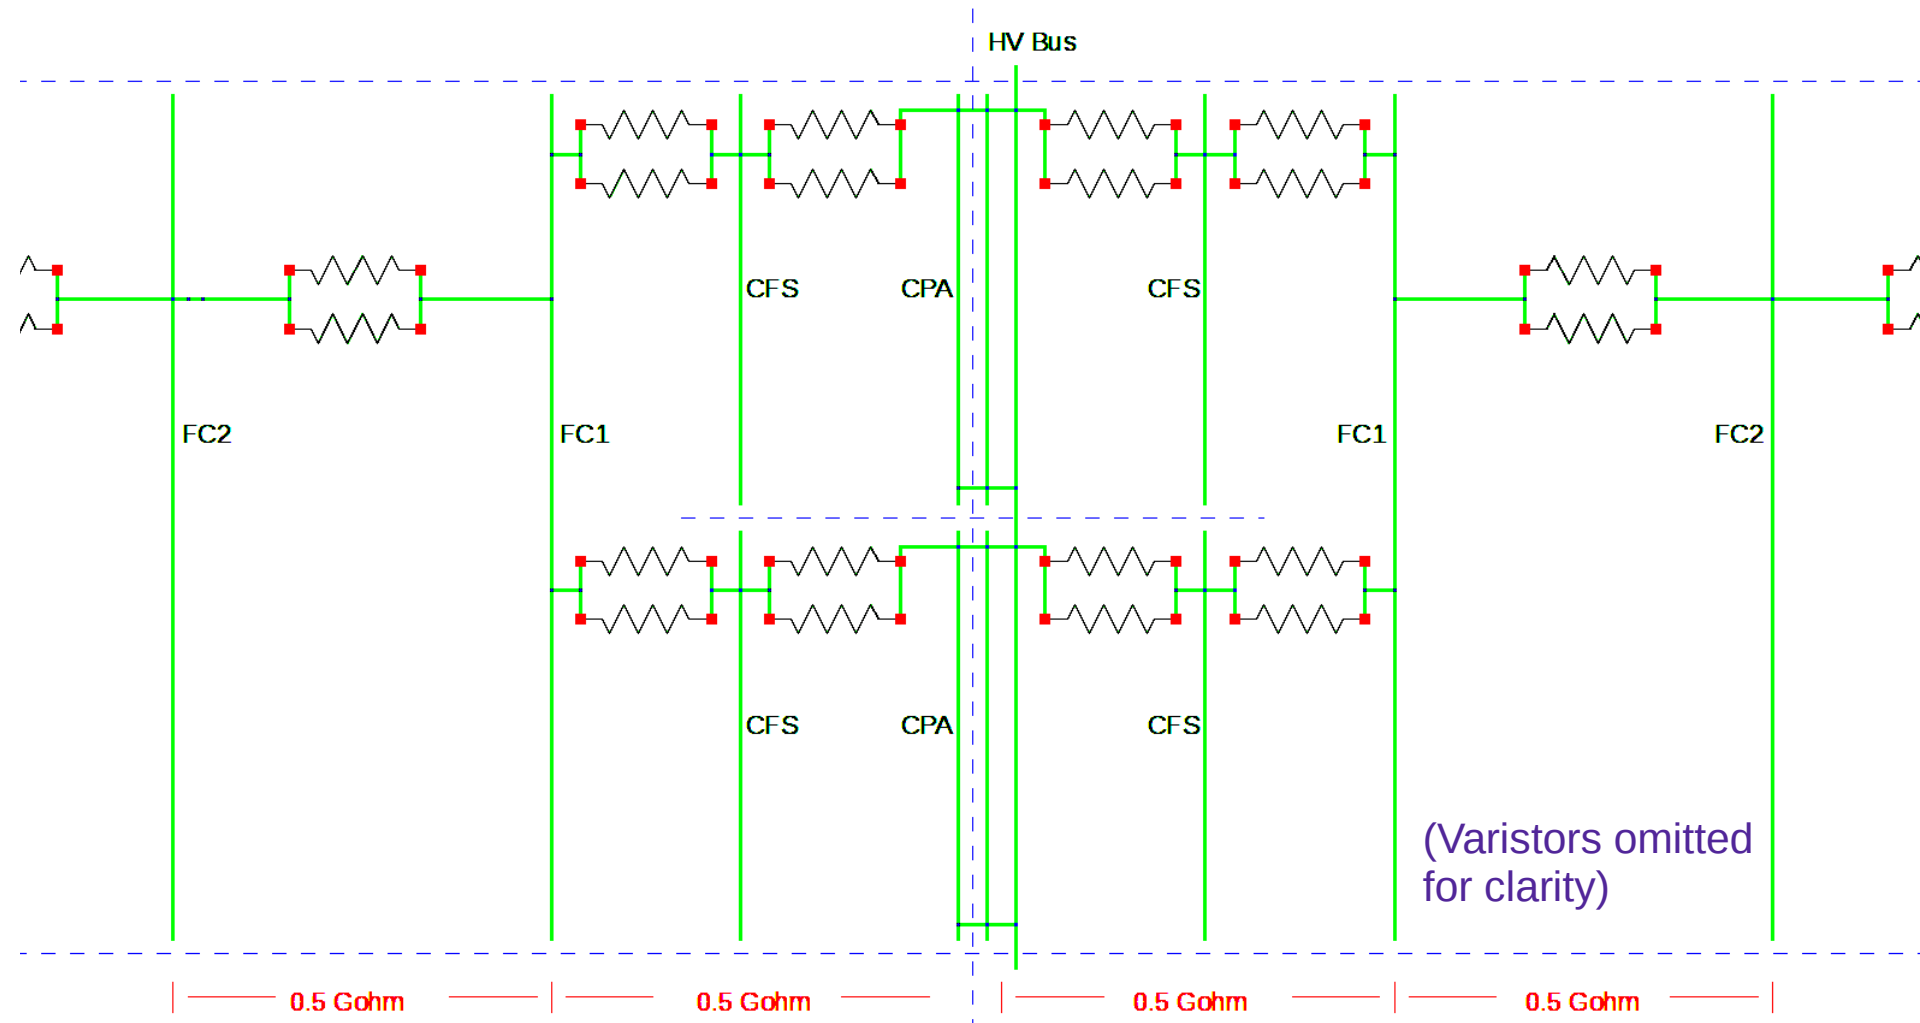 HV Bus
CFS
CPA
CFS
FC2
FC1
FC1
FC2
CFS
CPA
CFS
(Varistors omitted
for clarity)
0.5 Gohm
0.5 Gohm
0.5 Gohm
0.5 Gohm